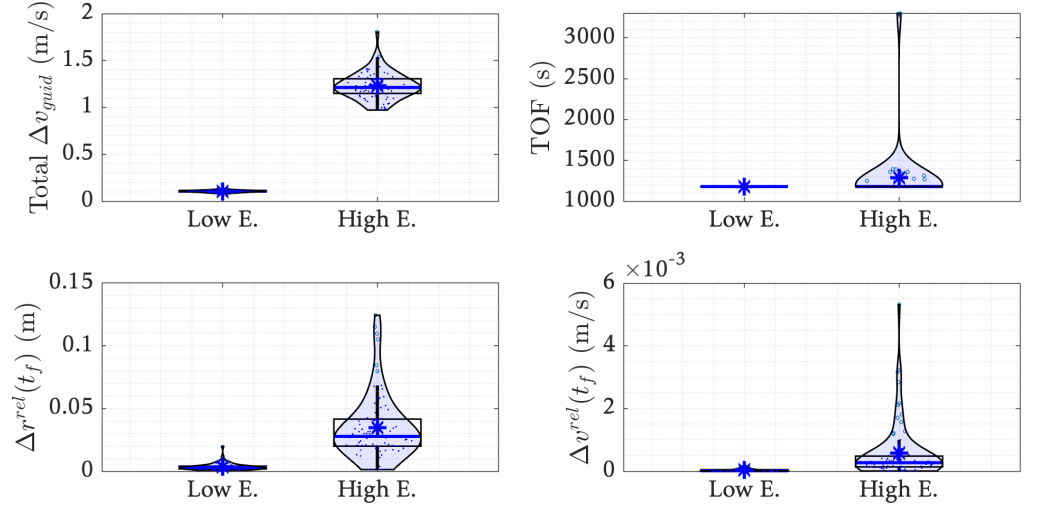 Total Δv_guid (m/s)
2
1.5
1
0.5
0
Low E.
High E.
TOF (s)
3000
2500
2000
1500
1000
Low E.
High E.
Δr^rel(t_f) (m)
0.15
0.1
0.05
0
Low E.
High E.
Δv^rel(t_f) (m/s)
×10^-3
6
4
2
0
Low E.
High E.